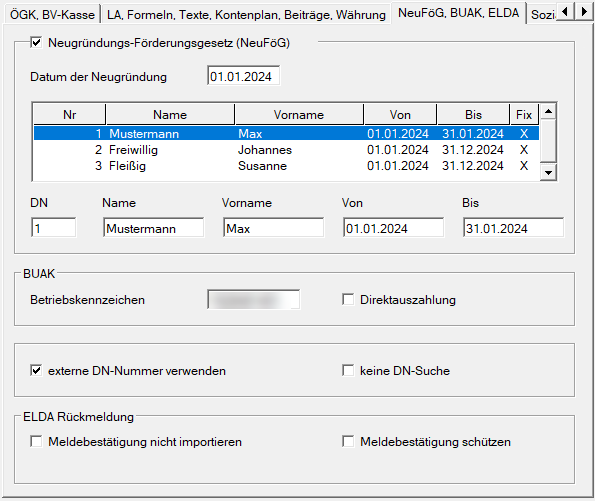 ÖGK, BV-Kasse LA, Formeln, Texte, Kontenplan, Beiträge, Währung NeuFöG, BUAK, ELDA Sozi
Neugründungs-Förderungsgesetz (NeuFöG)
Datum der Neugründung 01.01.2024
Nr Name Vorname Von Bis Fix
1 Mustermann Max 01.01.2024 31.01.2024 X
2 Freiwillig Johannes 01.01.2024 31.12.2024 X
3 Fleißig Susanne 01.01.2024 31.12.2024 X
DN Name Vorname Von Bis
1 Mustermann Max 01.01.2024 31.01.2024
BUAK
Betriebskennzeichen Direktauszahlung
externe DN-Nummer verwenden keine DN-Suche
ELDA Rückmeldung
Meldebestätigung nicht importieren Meldebestätigung schützen